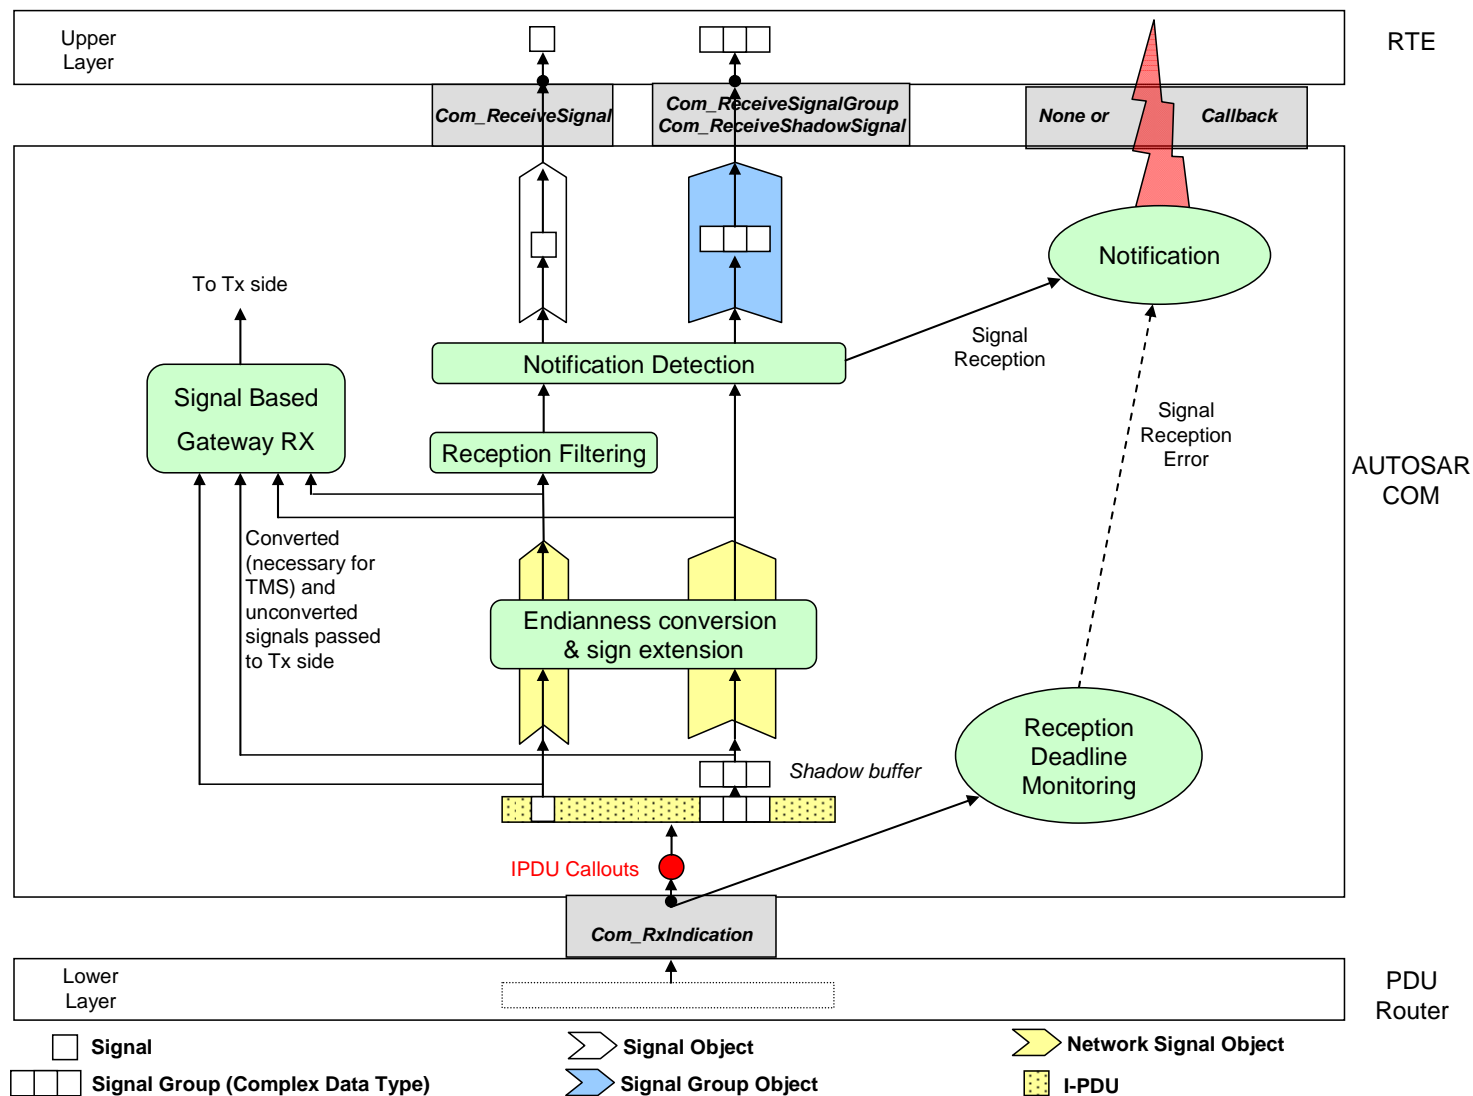 Upper
Layer
RTE
Com_ReceiveSignal
Com_ReceiveSignalGroup
Com_ReceiveShadowSignal
None or
Callback
Notification
To Tx side
Signal
Reception
Notification Detection
Signal Based
Gateway RX
Reception Filtering
Signal
Reception
Error
AUTOSAR
COM
Converted
(necessary for
TMS) and
unconverted
signals passed
to Tx side
Endianness conversion
& sign extension
Reception
Deadline
Monitoring
Shadow buffer
IPDU Callouts
Com_RxIndication
Lower
Layer
PDU
Router
Signal
Signal Object
Network Signal Object
Signal Group (Complex Data Type)
Signal Group Object
I-PDU